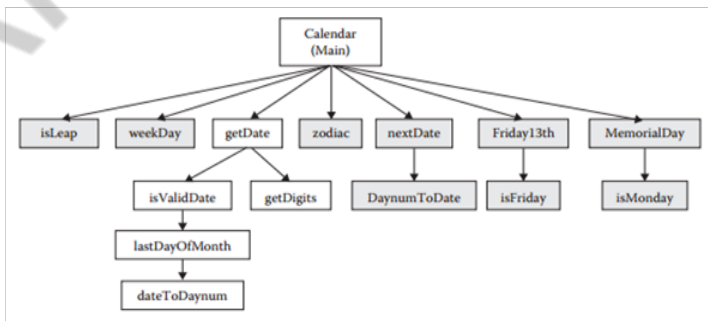 Calendar
(Main)
isLeap weekDay getDate zodiac nextDate Friday13th MemorialDay
isValidDate getDigits DaynumToDate isFriday isMonday
lastDayOfMonth
dateToDaynum